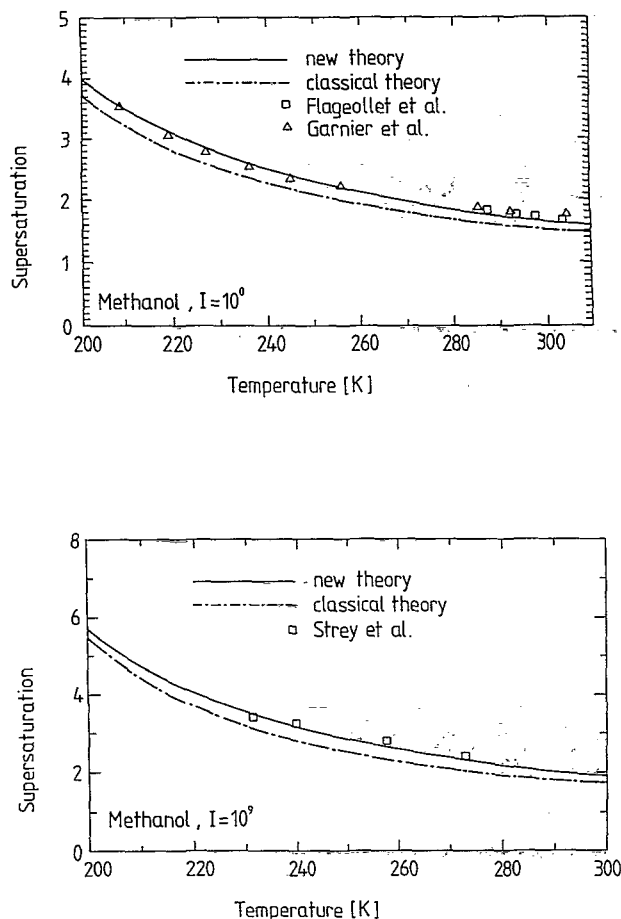 5
4
3
2
1
0
Supersaturation
new theory
classical theory
Flageollet et al.
Garnier et al.
Methanol, I=10⁰
200 220 240 260 280 300
Temperature [K]
8
6
4
2
0
Supersaturation
new theory
classical theory
Strey et al.
Methanol, I=10⁹
200 220 240 260 280 300
Temperature [K]